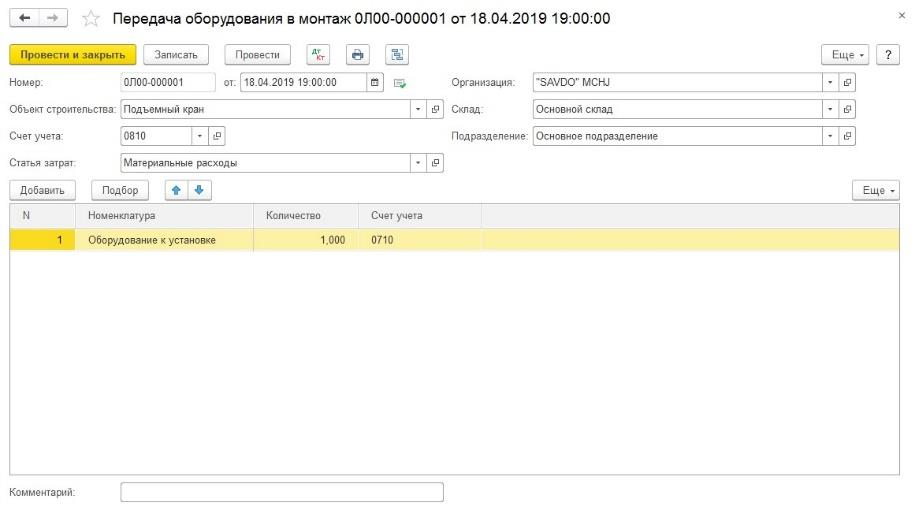 Передача оборудования в монтаж 0Л00-000001 от 18.04.2019 19:00:00
Провести и закрыть Записать Провести Дт Кт Еще ?
Номер: 0Л00-000001 от: 18.04.2019 19:00:00 Организация: "SAVDO" MCHJ
Объект строительства: Подъемный кран Склад: Основной склад
Счет учета: 0810 Подразделение: Основное подразделение
Статья затрат: Материальные расходы
Добавить Подбор Еще
N Номенклатура Количество Счет учета
1 Оборудование к установке 1,000 0710
Комментарий: